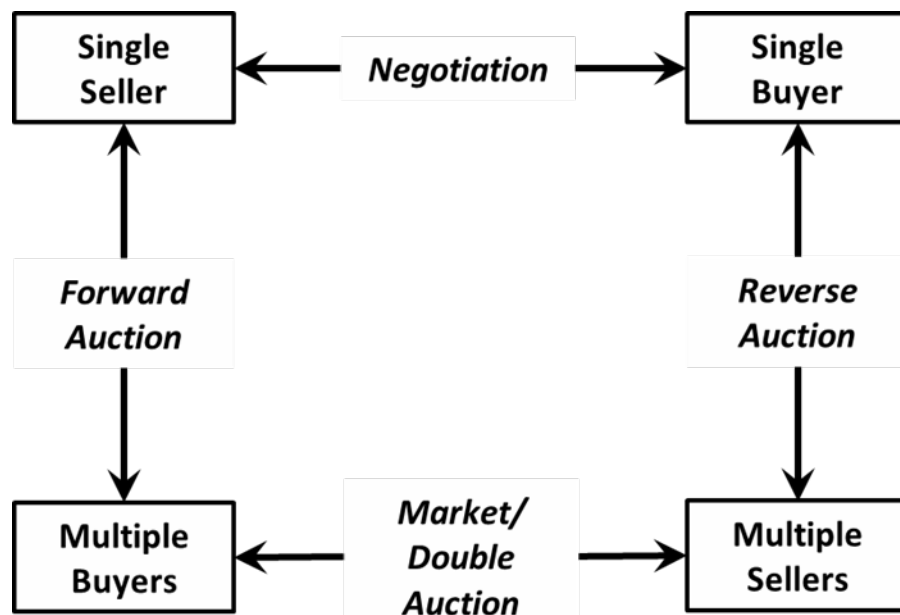 Single
Seller
Negotiation
Single
Buyer
Forward
Auction
Reverse
Auction
Multiple
Buyers
Market/
Double
Auction
Multiple
Sellers